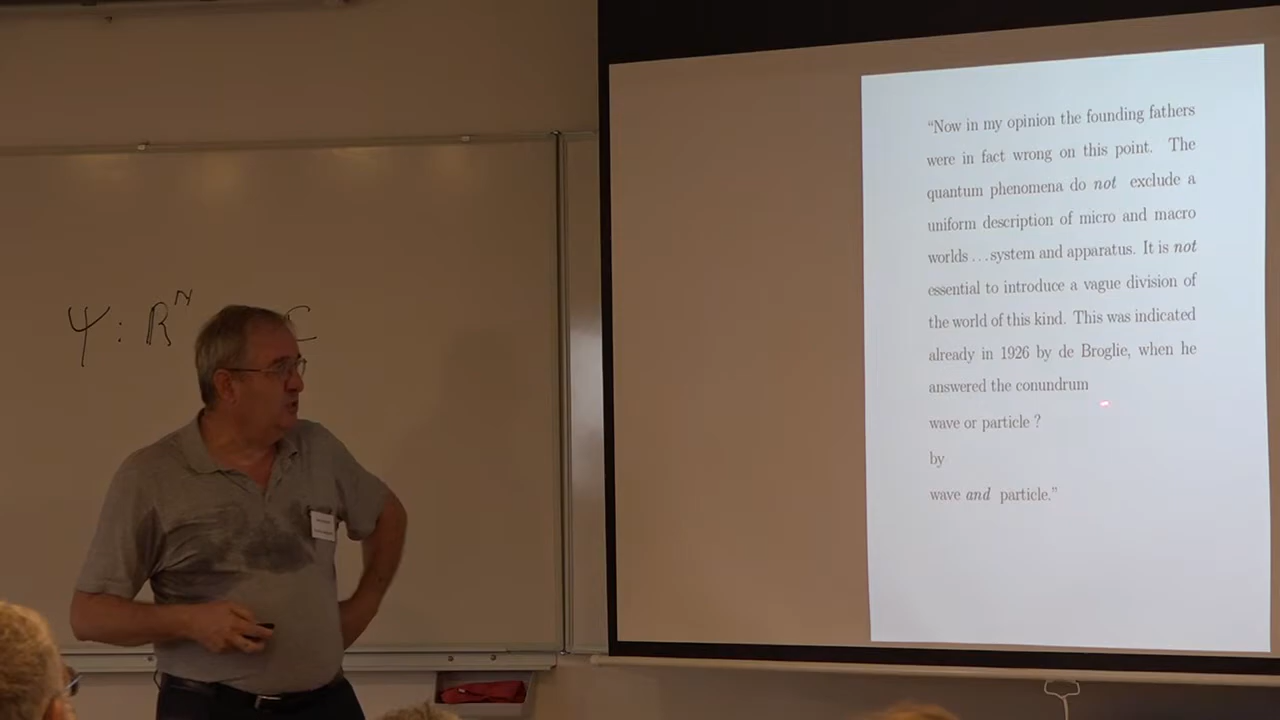 Ψ : R^N C
“Now in my opinion the founding fathers
were in fact wrong on this point. The
quantum phenomena do not exclude a
uniform description of micro and macro
worlds . . . system and apparatus. It is not
essential to introduce a vague division of
the world of this kind. This was indicated
already in 1926 by de Broglie, when he
answered the conundrum
wave or particle ?
by
wave and particle.”